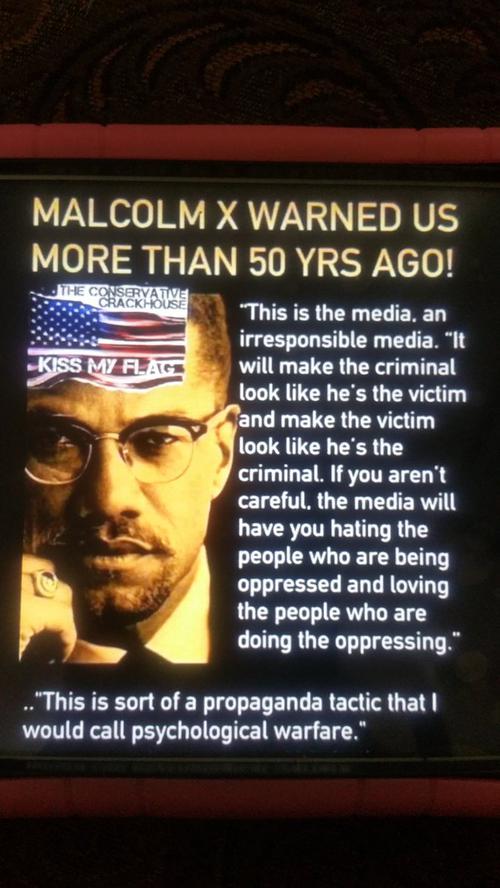 MALCOLM X WARNED US
MORE THAN 50 YRS AGO!
THE CONSERVATIVE
CRACKHOUSE
KISS MY FLAG
"This is the media, an
irresponsible media. "It
will make the criminal
look like he's the victim
and make the victim
look like he's the
criminal. If you aren't
careful, the media will
have you hating the
people who are being
oppressed and loving
the people who are
doing the oppressing."
.."This is sort of a propaganda tactic that I
would call psychological warfare."